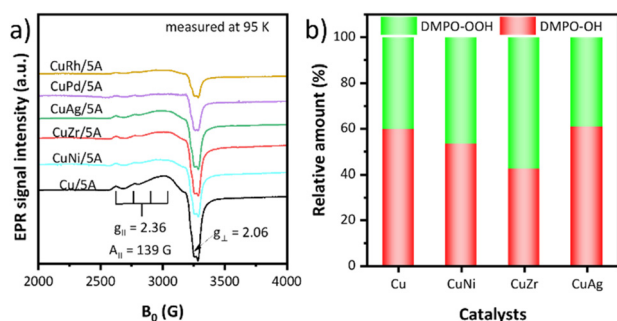 a)
measured at 95 K
CuRh/5A
CuPd/5A
CuAg/5A
CuZr/5A
CuNi/5A
Cu/5A
g|| = 2.36
A|| = 139 G
g⊥ = 2.06
EPR signal intensity (a.u.)
2000 2500 3000 3500 4000
B₀ (G)
b)
DMPO-OOH DMPO-OH
100
80
60
40
20
0
Relative amount (%)
Cu CuNi CuZr CuAg
Catalysts